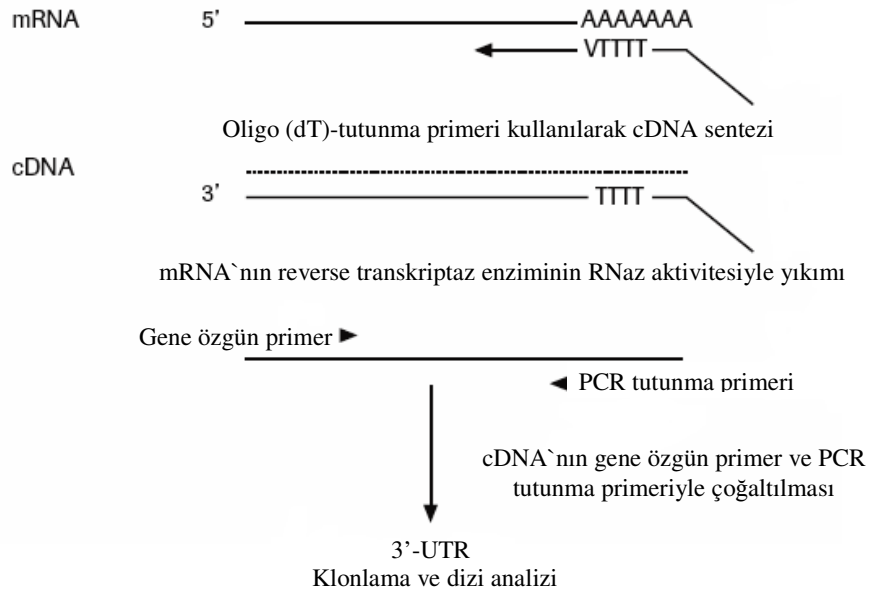 mRNA 5’ AAAAAAA
VTTTT
Oligo (dT)-tutunma primeri kullanılarak cDNA sentezi
cDNA
3’ TTTT
mRNA`nın reverse transkriptaz enziminin RNaz aktivitesiyle yıkımı
Gene özgün primer
PCR tutunma primeri
cDNA`nın gene özgün primer ve PCR
tutunma primeriyle çoğaltılması
3’-UTR
Klonlama ve dizi analizi